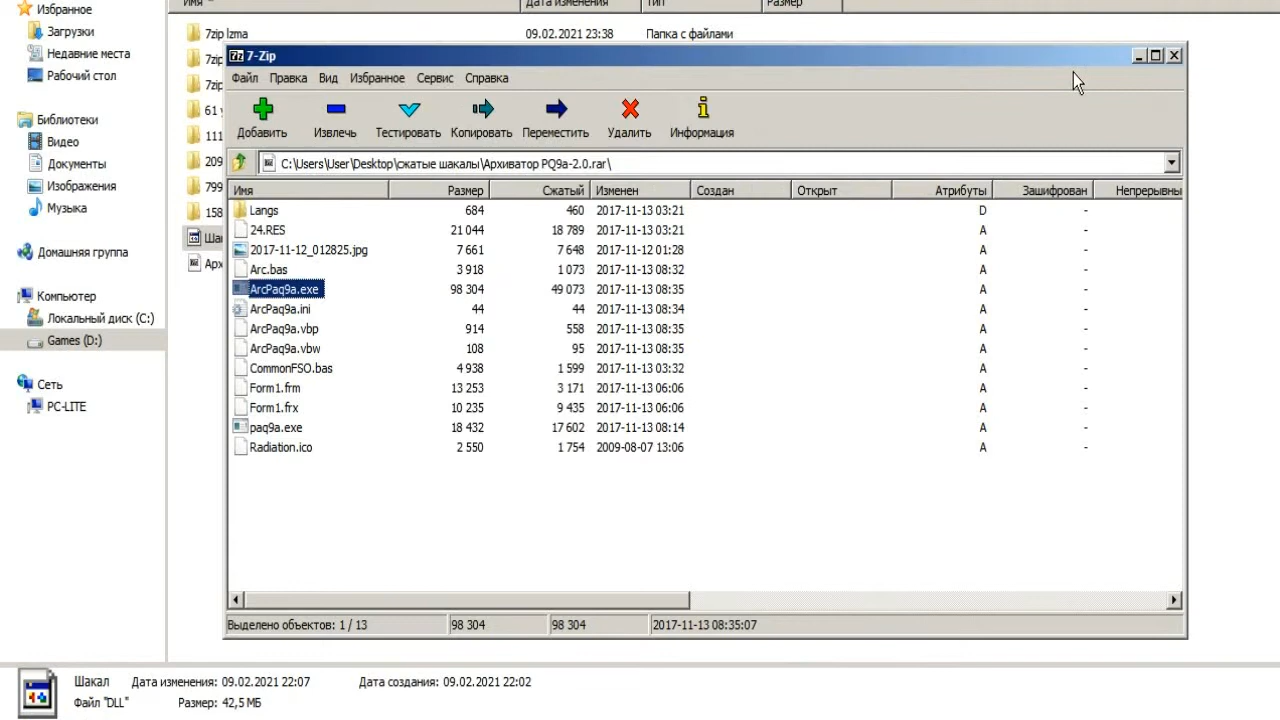 Избранное
Загрузки
Недавние места
Рабочий стол
Библиотеки
Видео
Документы
Изображения
Музыка
Домашняя группа
Компьютер
Локальный диск (C:)
Games (D:)
Сеть
PC-LITE
Имя Дата изменения Тип Размер
7zip lzma 09.02.2021 23:38 Папка с файлами
7zip
7zip
61
111
209
799
158
Шак
Арх
7-Zip
Файл Правка Вид Избранное Сервис Справка
Добавить Извлечь Тестировать Копировать Переместить Удалить Информация
C:\Users\User\Desktop\сжатые шакалы\Архиватор PQ9a-2.0.rar\
Имя Размер Сжатый Изменен Создан Открыт Атрибуты Зашифрован Непрерывны
Langs 684 460 2017-11-13 03:21 D -
24.RES 21 044 18 789 2017-11-13 03:21 A -
2017-11-12_012825.jpg 7 661 7 648 2017-11-12 01:28 A -
Arc.bas 3 918 1 073 2017-11-13 08:32 A -
ArcPaq9a.exe 98 304 49 073 2017-11-13 08:35 A -
ArcPaq9a.ini 44 44 2017-11-13 08:34 A -
ArcPaq9a.vbp 914 558 2017-11-13 08:35 A -
ArcPaq9a.vbw 108 95 2017-11-13 08:35 A -
CommonFSO.bas 4 938 1 599 2017-11-13 03:32 A -
Form1.frm 13 253 3 171 2017-11-13 06:06 A -
Form1.frx 10 235 9 435 2017-11-13 06:06 A -
paq9a.exe 18 432 17 602 2017-11-13 08:14 A -
Radiation.ico 2 550 1 754 2009-08-07 13:06 A -
Выделено объектов: 1 / 13 98 304 98 304 2017-11-13 08:35:07
Шакал Дата изменения: 09.02.2021 22:07 Дата создания: 09.02.2021 22:02
Файл "DLL" Размер: 42,5 МБ